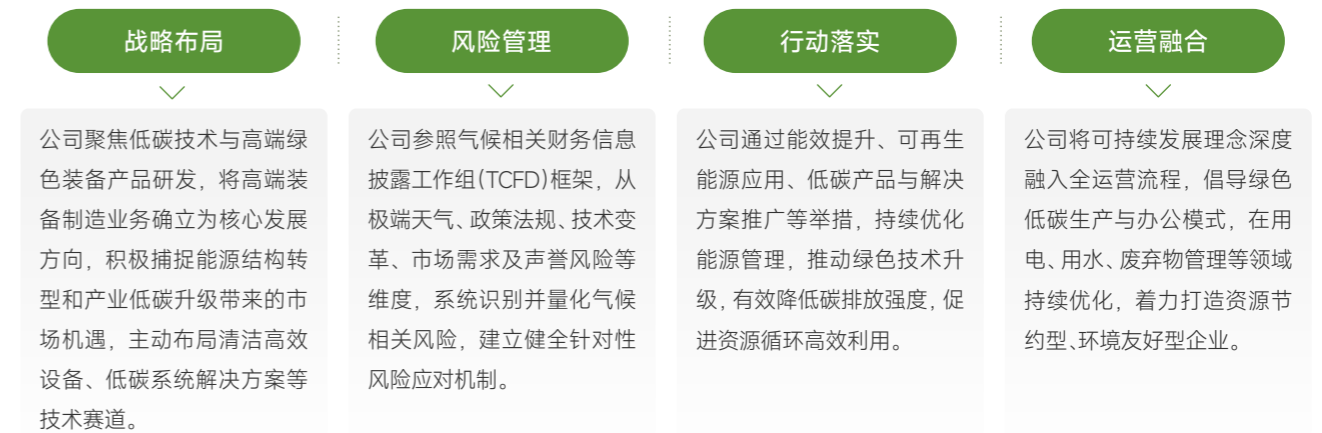 战略布局
公司聚焦低碳技术与高端绿
色装备产品研发，将高端装
备制造业务确立为核心发展
方向，积极捕捉能源结构转
型和产业低碳升级带来的市
场机遇，主动布局清洁高效
设备、低碳系统解决方案等
技术赛道。
风险管理
公司参照气候相关财务信息
披露工作组(TCFD)框架，从
极端天气、政策法规、技术变
革、市场需求及声誉风险等
维度，系统识别并量化气候
相关风险，建立健全针对性
风险应对机制。
行动落实
公司通过能效提升、可再生
能源应用、低碳产品与解决
方案推广等举措，持续优化
能源管理，推动绿色技术升
级，有效降低碳排放强度，促
进资源循环高效利用。
运营融合
公司将可持续发展理念深度
融入全运营流程，倡导绿色
低碳生产与办公模式，在用
电、用水、废弃物管理等领域
持续优化，着力打造资源节
约型、环境友好型企业。